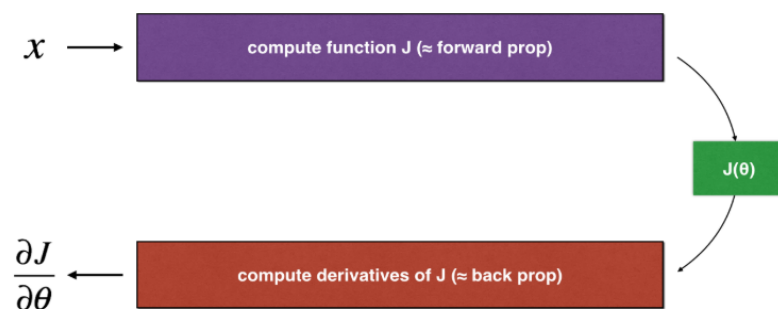 x
compute function J (≈ forward prop)
J(θ)
∂J
∂θ
compute derivatives of J (≈ back prop)